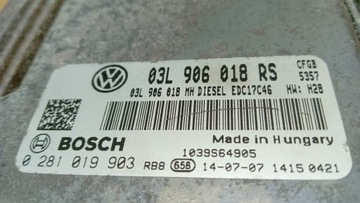 03L 906 018 RS
CFGB
5357
03L 906 018 MH DIESEL EDC17C46
HW: H28
BOSCH
Made in Hungary
1039S64905
0 281 019 903
RB8 658 14-07-07 1415 0421